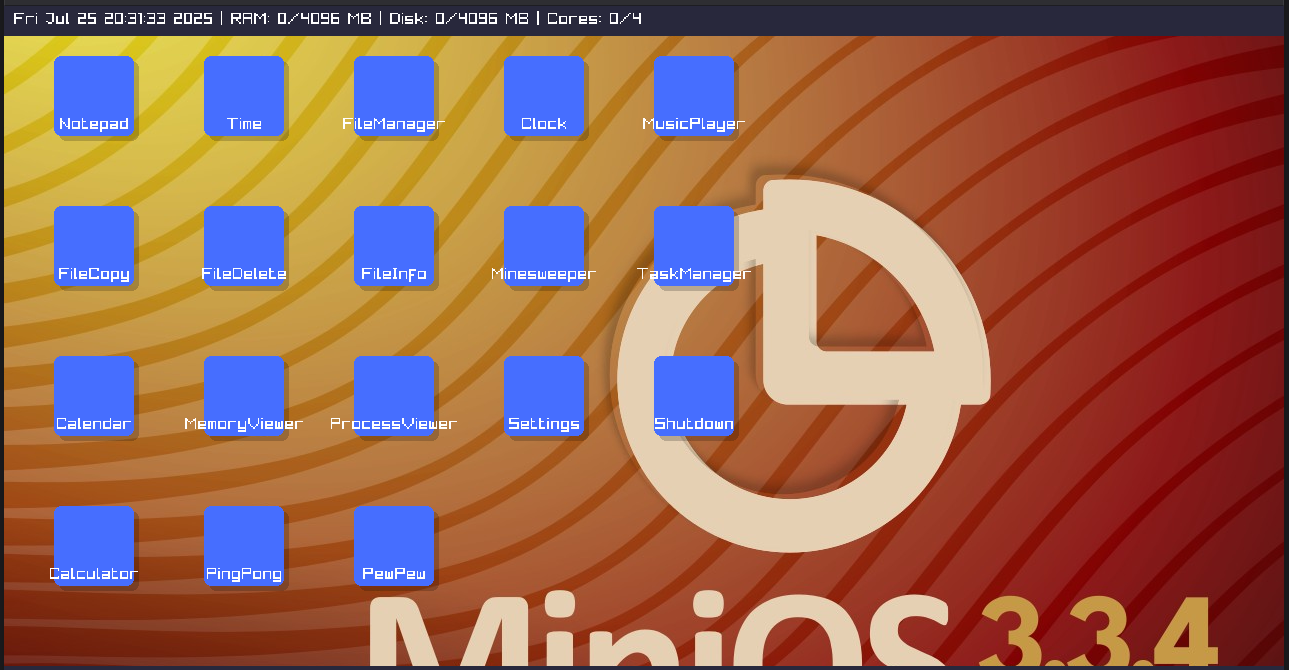 Fri Jul 25 20:31:33 2025 | RAM: 0/4096 MB | Disk: 0/4096 MB | Cores: 0/4
Notepad Time FileManager Clock MusicPlayer
FileCopy FileDelete FileInfo Minesweeper TaskManager
Calendar MemoryViewer ProcessViewer Settings Shutdown
Calculator PingPong PewPew
MiniOS 3.3.4